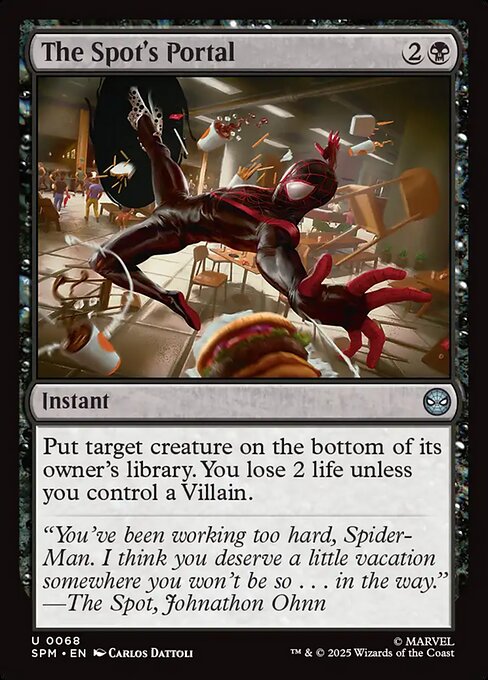 The Spot's Portal 2
Instant
Put target creature on the bottom of its
owner's library. You lose 2 life unless
you control a Villain.
“You've been working too hard, Spider-
Man. I think you deserve a little vacation
somewhere you won't be so . . . in the way.”
—The Spot, Johnathon Ohnn
U 0068
SPM • EN Carlos Dattoli
© MARVEL
™ & © 2025 Wizards of the Coast